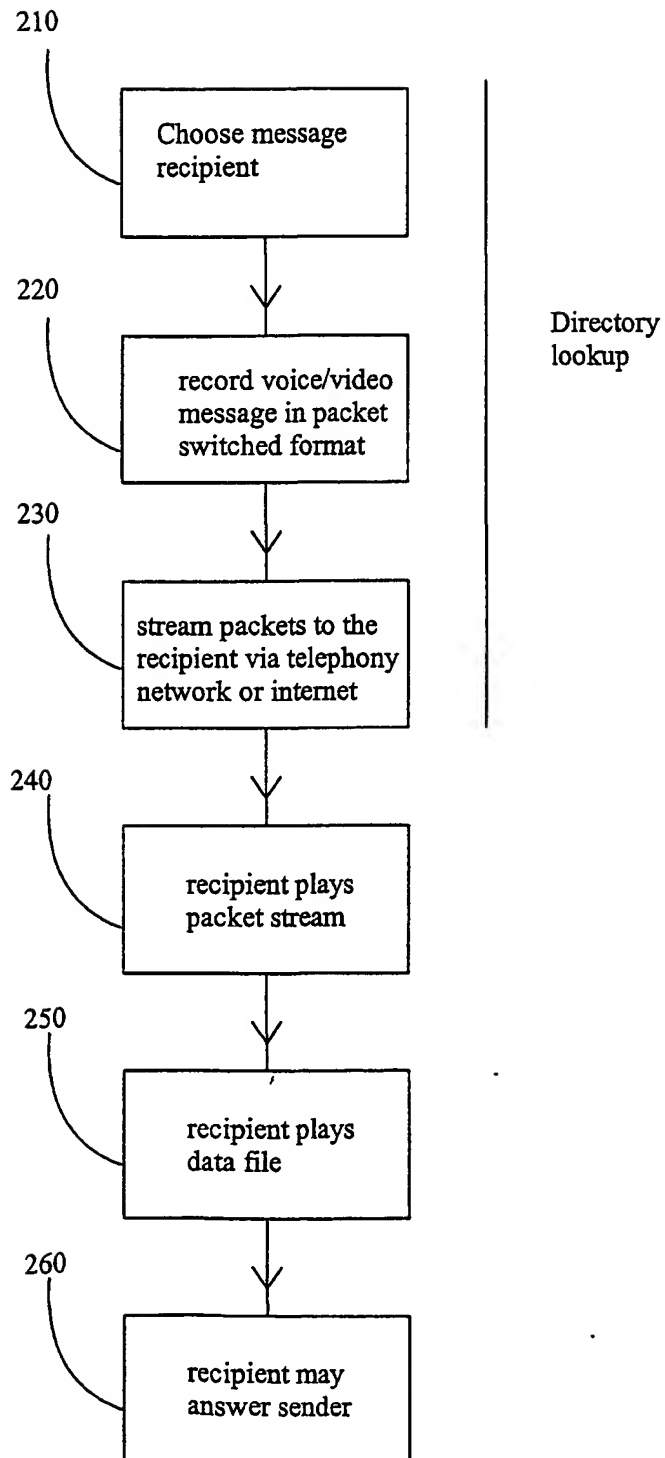 210
Choose message
recipient
220
Directory
lookup
record voice/video
message in packet
switched format
230
stream packets to the
recipient via telephony
network or internet
240
recipient plays
packet stream
250
recipient plays
data file
260
recipient may
answer sender